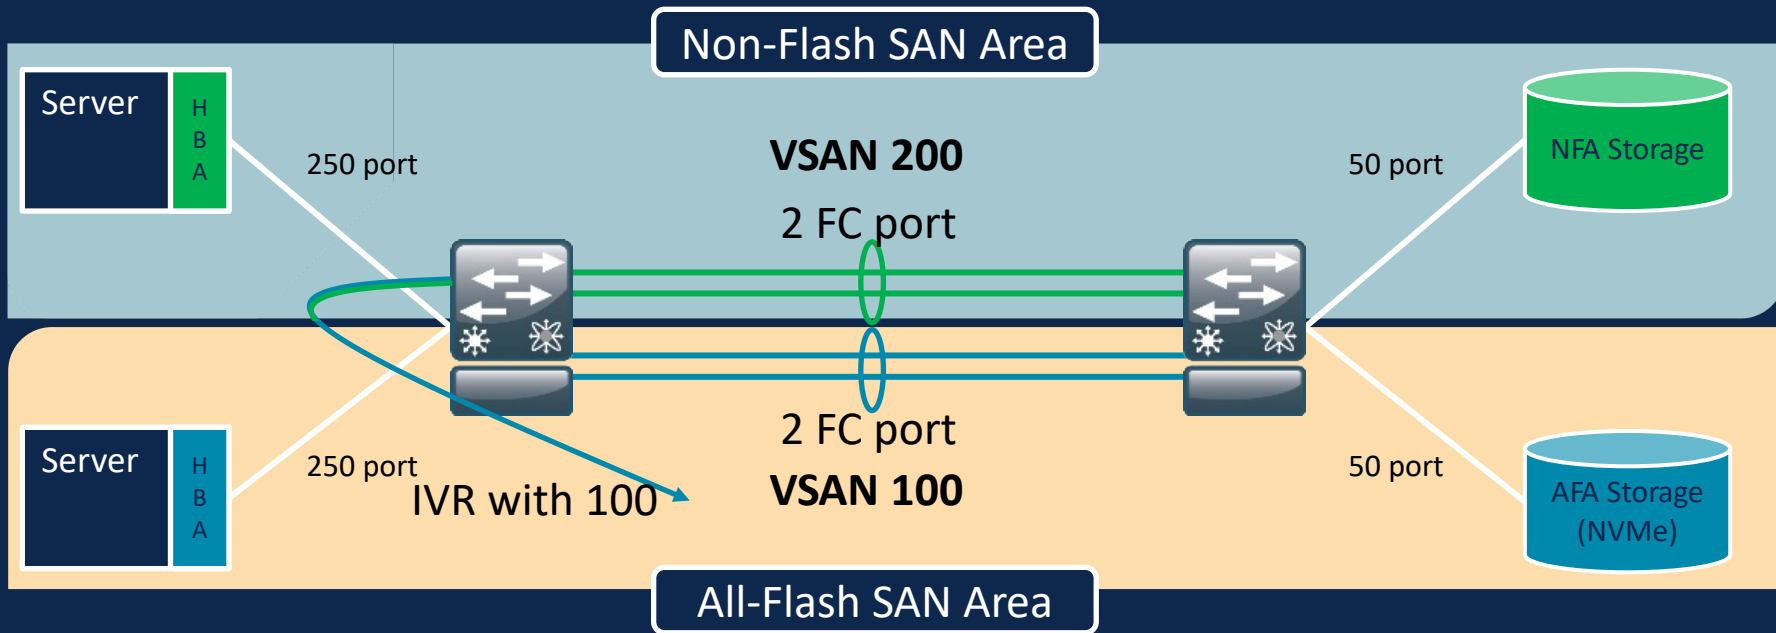 Non-Flash SAN Area
Server
H
B
A
250 port
VSAN 200
2 FC port
50 port
NFA Storage
Server
H
B
A
250 port
IVR with 100
2 FC port
VSAN 100
50 port
AFA Storage
(NVMe)
All-Flash SAN Area